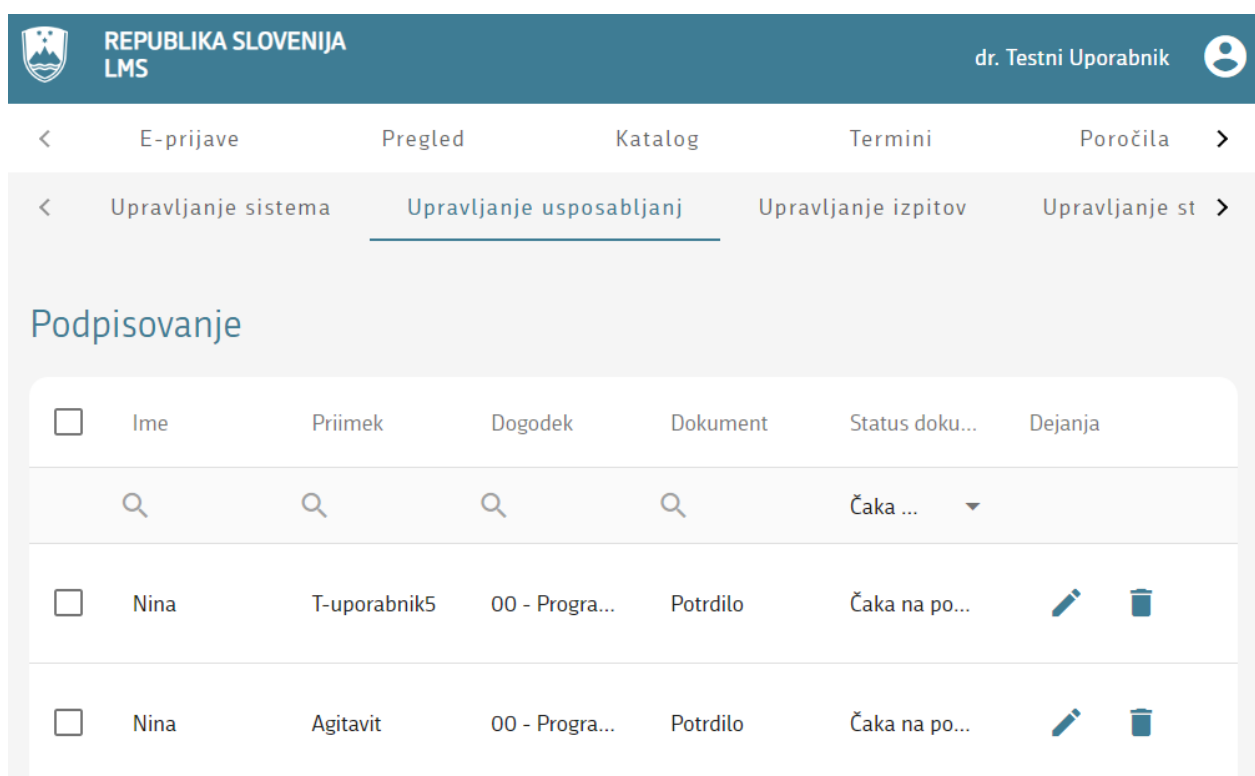 REPUBLIKA SLOVENIJA
LMS
dr. Testni Uporabnik
E-prijave Pregled Katalog Termini Poročila
Upravljanje sistema Upravljanje usposabljanj Upravljanje izpitov Upravljanje st
Podpisovanje
Ime Priimek Dogodek Dokument Status doku... Dejanja
Čaka ...
Nina T-uporabnik5 00 - Progra... Potrdilo Čaka na po...
Nina Agitavit 00 - Progra... Potrdilo Čaka na po...